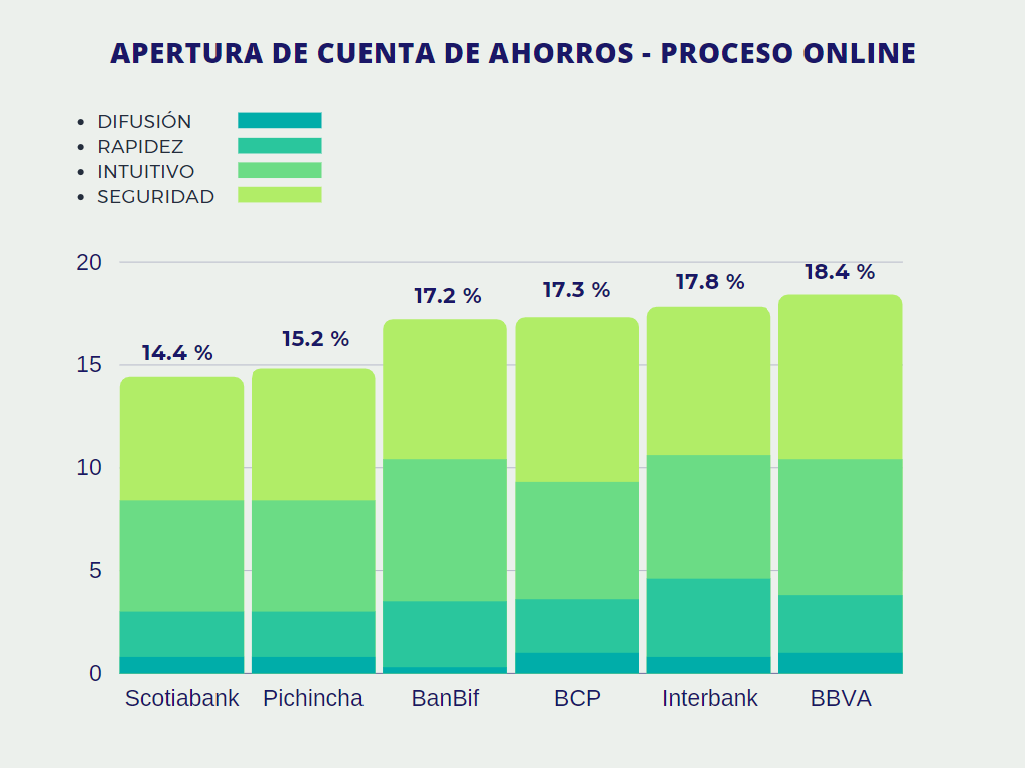 APERTURA DE CUENTA DE AHORROS - PROCESO ONLINE
• DIFUSIÓN
• RAPIDEZ
• INTUITIVO
• SEGURIDAD
20
15
10
5
0
14.4 %
15.2 %
17.2 %
17.3 %
17.8 %
18.4 %
Scotiabank
Pichincha
BanBif
BCP
Interbank
BBVA